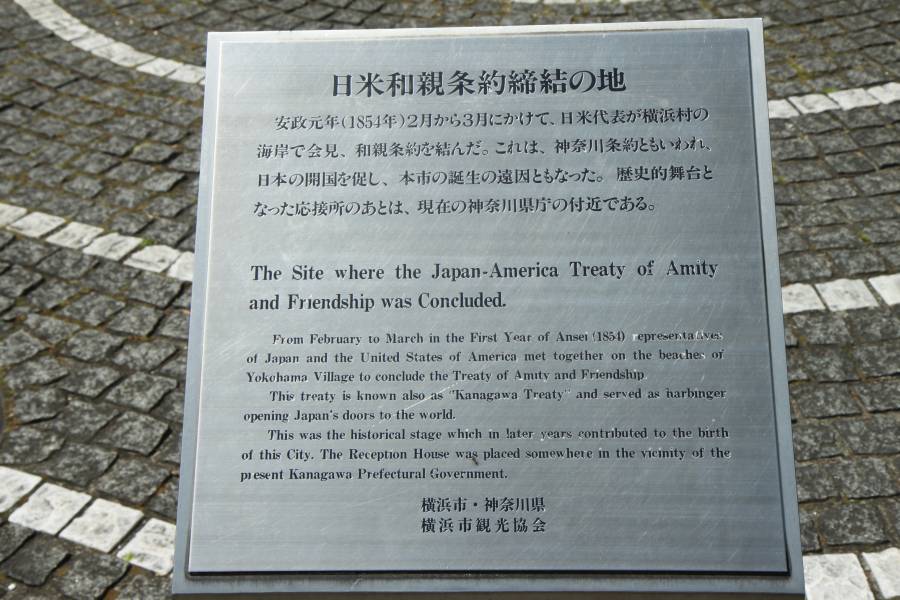 日米和親条約締結の地
安政元年(1854年)2月から3月にかけて、日米代表が横浜村の
海岸で会見、和親条約を結んだ。これは、神奈川条約ともいわれ、
日本の開国を促し、本市の誕生の遠因ともなった。歴史的舞台と
なった応接所のあとは、現在の神奈川県庁の付近である。
The Site where the Japan-America Treaty of Amity
and Friendship was Concluded.
From February to March in the First Year of Ansei (1854) representatives
of Japan and the United States of America met together on the beaches of
Yokohama Village to conclude the Treaty of Amity and Friendship.
This treaty is known also as "Kanagawa Treaty" and served as harbinger
opening Japan's doors to the world.
This was the historical stage which in later years contributed to the birth
of this City. The Reception House was placed somewhere in the vicinity of the
present Kanagawa Prefectural Government.
横浜市・神奈川県
横浜市観光協会